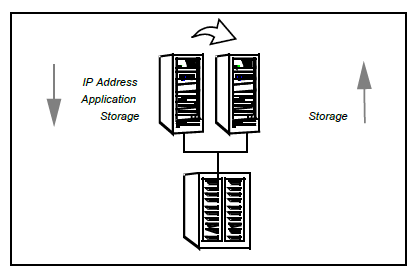 IP Address
Application
Storage
Storage